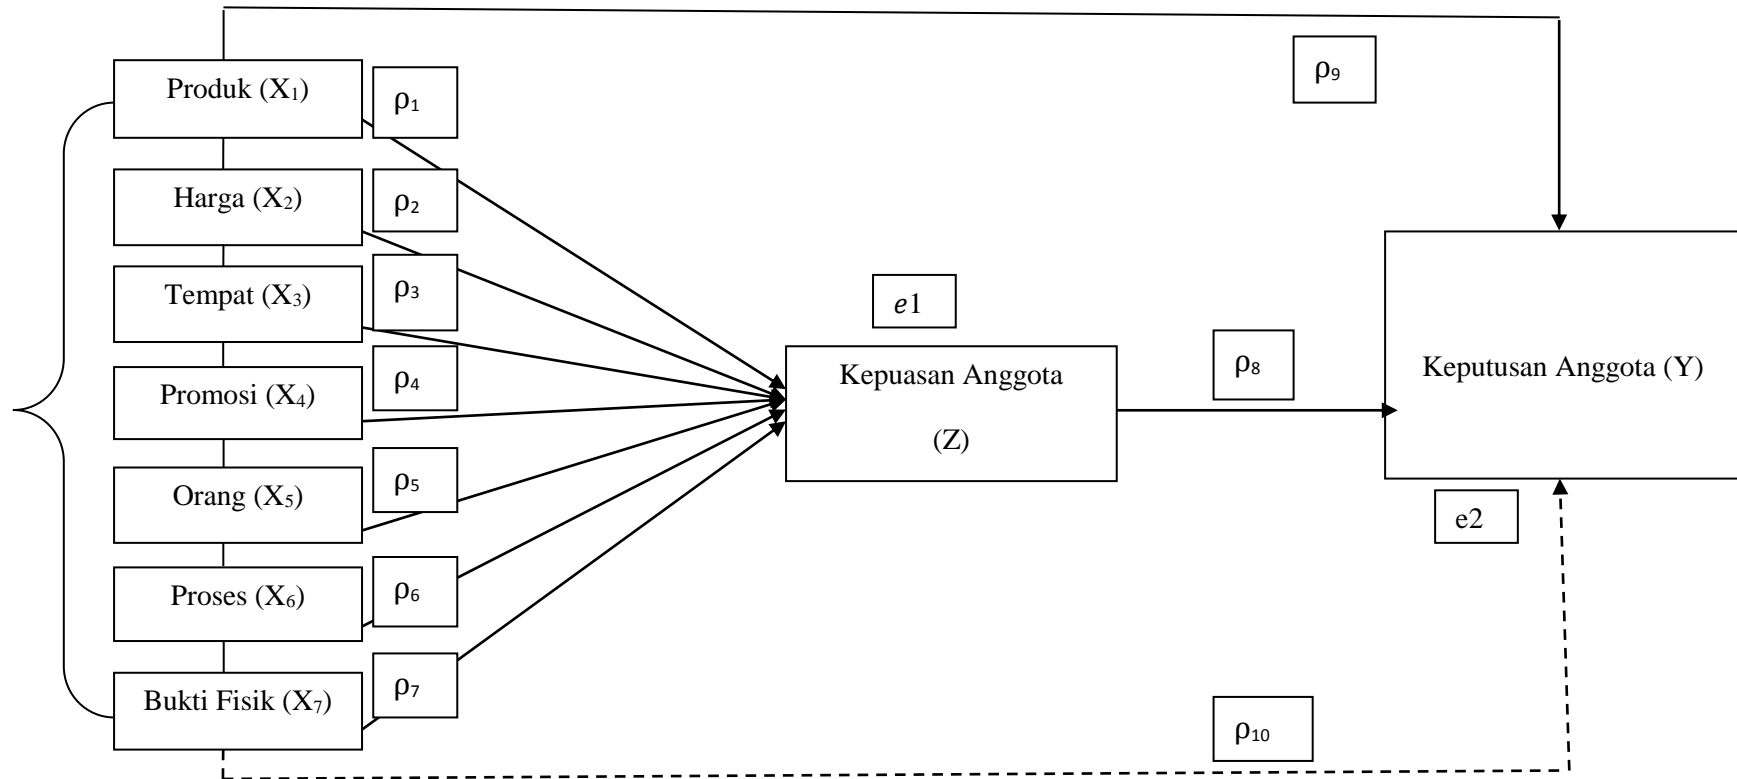 ρ₉
Produk (X₁)
ρ₁
Harga (X₂)
ρ₂
Tempat (X₃)
ρ₃
e1
Promosi (X₄)
ρ₄
Kepuasan Anggota
(Z)
ρ₈
Keputusan Anggota (Y)
Orang (X₅)
ρ₅
e2
Proses (X₆)
ρ₆
Bukti Fisik (X₇)
ρ₇
ρ₁₀